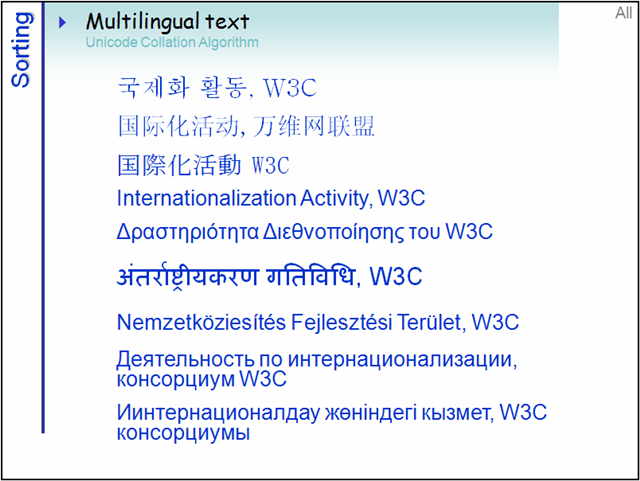 All
Sorting
Multilingual text
Unicode Collation Algorithm
국제화 활동, W3C
国际化活动, 万维网联盟
国際化活動 W3C
Internationalization Activity, W3C
Δραστηριότητα Διεθνοποίησης του W3C
अंतर्राष्ट्रीयकरण गतिविधि, W3C
Nemzetköziesítés Fejlesztési Terület, W3C
Деятельность по интернационализации,
консорциум W3C
Иинтернационалдау жөніндегі кызмет, W3C
консорциумы